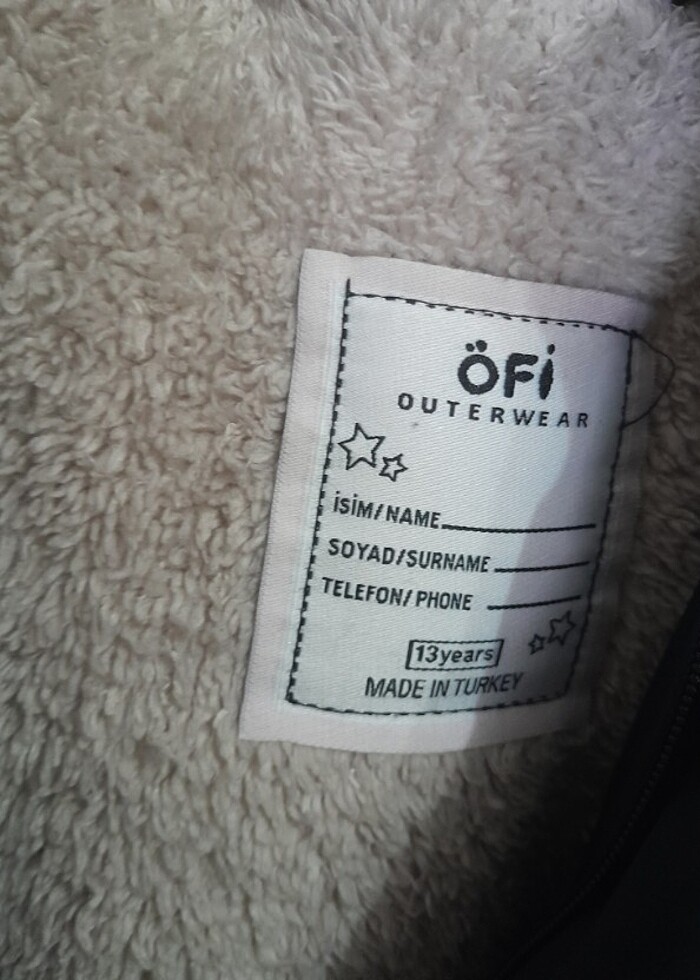 ÖFİ
OUTERWEAR
İSİM/NAME
SOYAD/SURNAME
TELEFON/PHONE
13years
MADE IN TURKEY